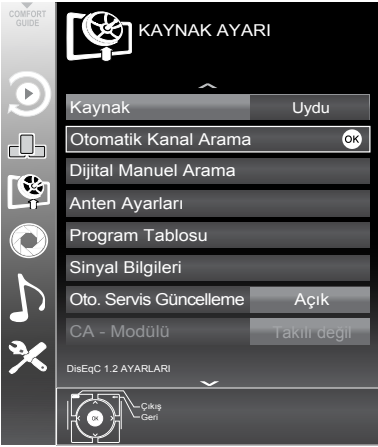 COMFORT
GUIDE
KAYNAK AYARI
Kaynak Uydu
Otomatik Kanal Arama OK
Dijital Manuel Arama
Anten Ayarları
Program Tablosu
Sinyal Bilgileri
Oto. Servis Güncelleme Açık
CA - Modülü Takılı değil
DisEqC 1.2 AYARLARI
Çıkış
OK Geri